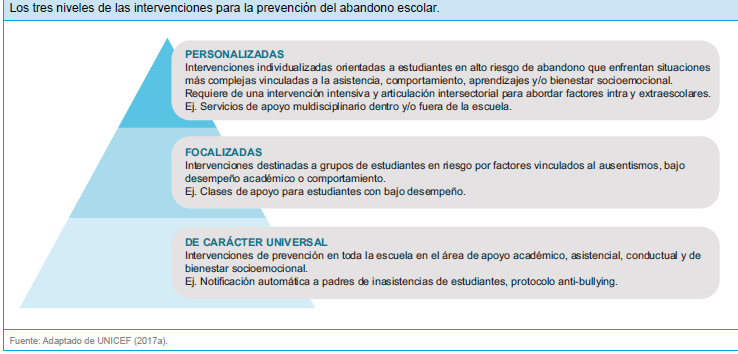 Los tres niveles de las intervenciones para la prevención del abandono escolar.
PERSONALIZADAS
Intervenciones individualizadas orientadas a estudiantes en alto riesgo de abandono que enfrentan situaciones
más complejas vinculadas a la asistencia, comportamiento, aprendizajes y/o bienestar socioemocional.
Requiere de una intervención intensiva y articulación intersectorial para abordar factores intra y extraescolares.
Ej. Servicios de apoyo muldisciplinario dentro y/o fuera de la escuela.
FOCALIZADAS
Intervenciones destinadas a grupos de estudiantes en riesgo por factores vinculados al ausentismos, bajo
desempeño académico o comportamiento.
Ej. Clases de apoyo para estudiantes con bajo desempeño.
DE CARÁCTER UNIVERSAL
Intervenciones de prevención en toda la escuela en el área de apoyo académico, asistencial, conductual y de
bienestar socioemocional.
Ej. Notificación automática a padres de inasistencias de estudiantes, protocolo anti-bullying.
Fuente: Adaptado de UNICEF (2017a).